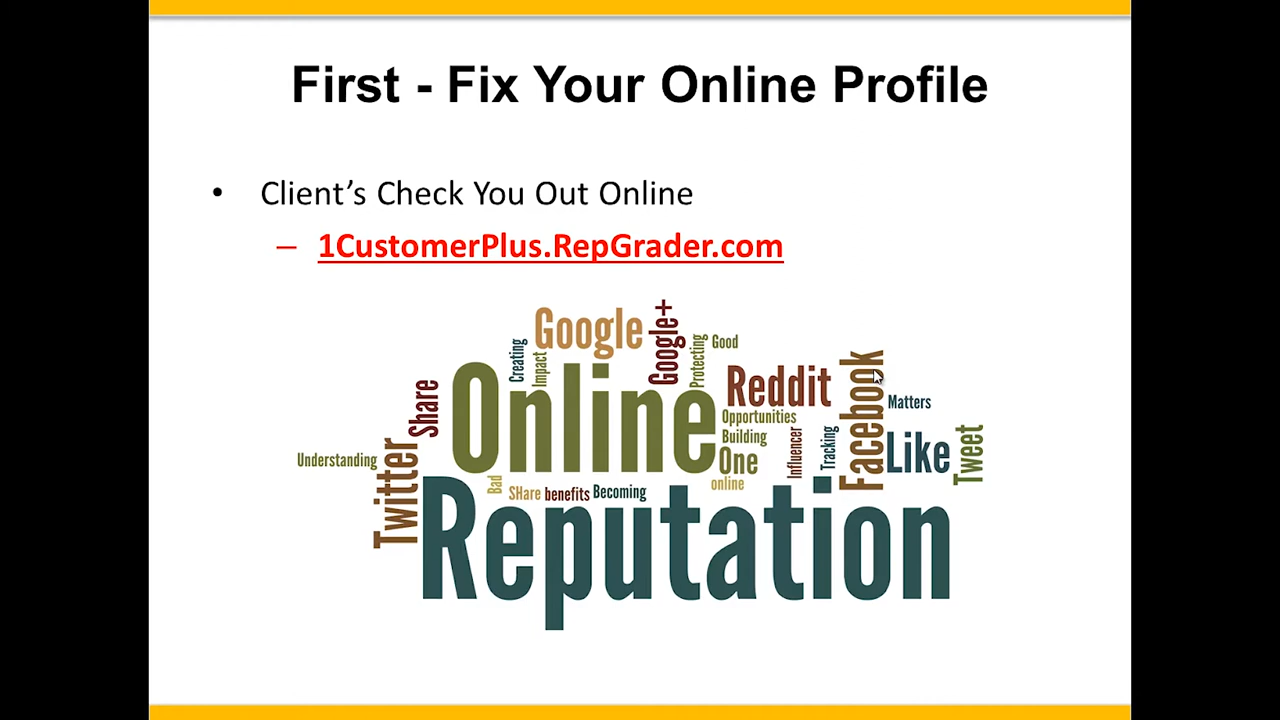 First - Fix Your Online Profile
• Client's Check You Out Online
– 1CustomerPlus.RepGrader.com
Google
Google+
Creating
Impact
Protecting
Good
Online
Reddit
Facebook
Share
Matters
Opportunities
Building
Understanding
Twitter
One
Influencer
Tracking
Like
Tweet
Bad
SHare
benefits
Becoming
online
Reputation